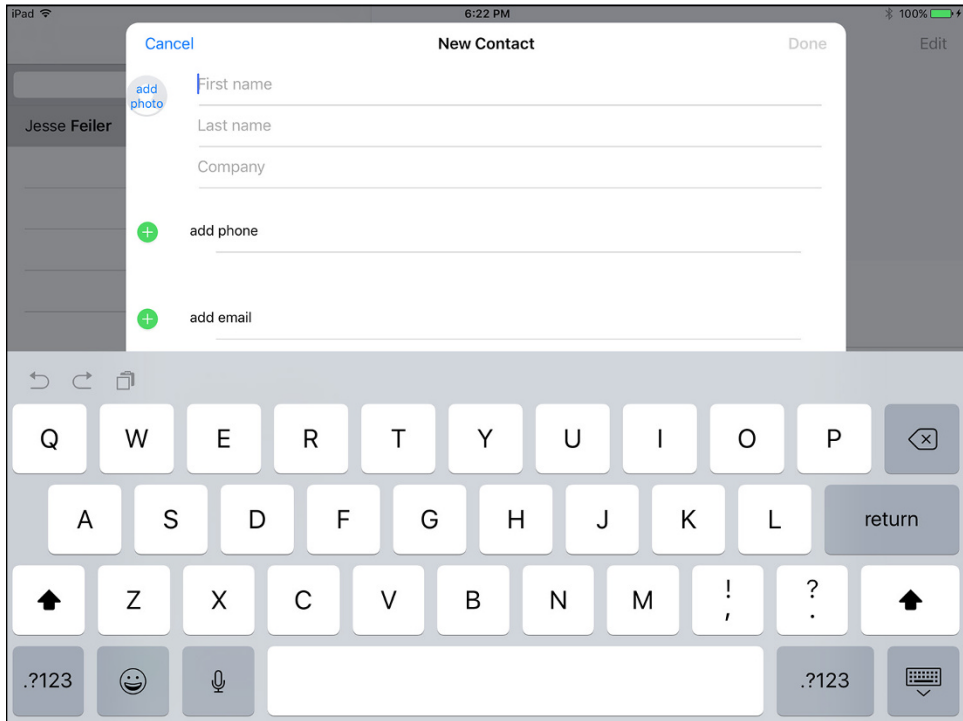 iPad 6:22 PM 100%
Cancel New Contact Done Edit
add photo
First name
Jesse Feiler
Last name
Company
add phone
add email
Q W E R T Y U I O P
A S D F G H J K L return
Z X C V B N M ! , ? .
.?123 .?123